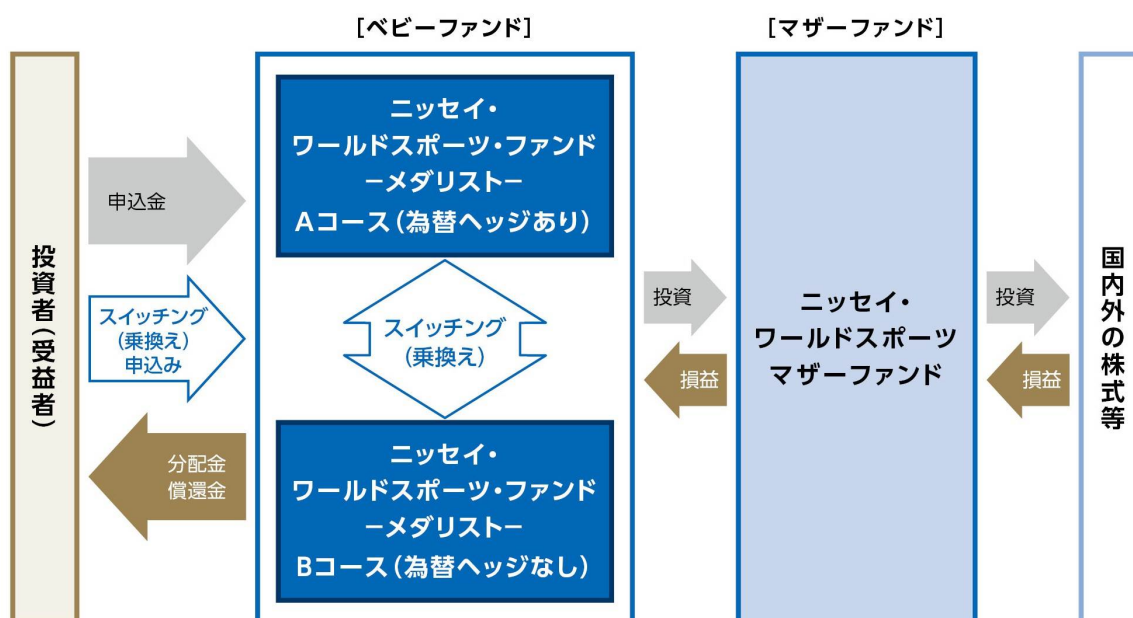 [ベビーファンド]
[マザーファンド]
投資者(受益者)
申込金
スイッチング
(乗換え)
申込み
分配金
償還金
ニッセイ・
ワールドスポーツ・ファンド
−メダリスト−
Aコース(為替ヘッジあり)
スイッチング
(乗換え)
ニッセイ・
ワールドスポーツ・ファンド
−メダリスト−
Bコース(為替ヘッジなし)
投資
損益
ニッセイ・
ワールドスポーツ
マザーファンド
投資
損益
国内外の株式等